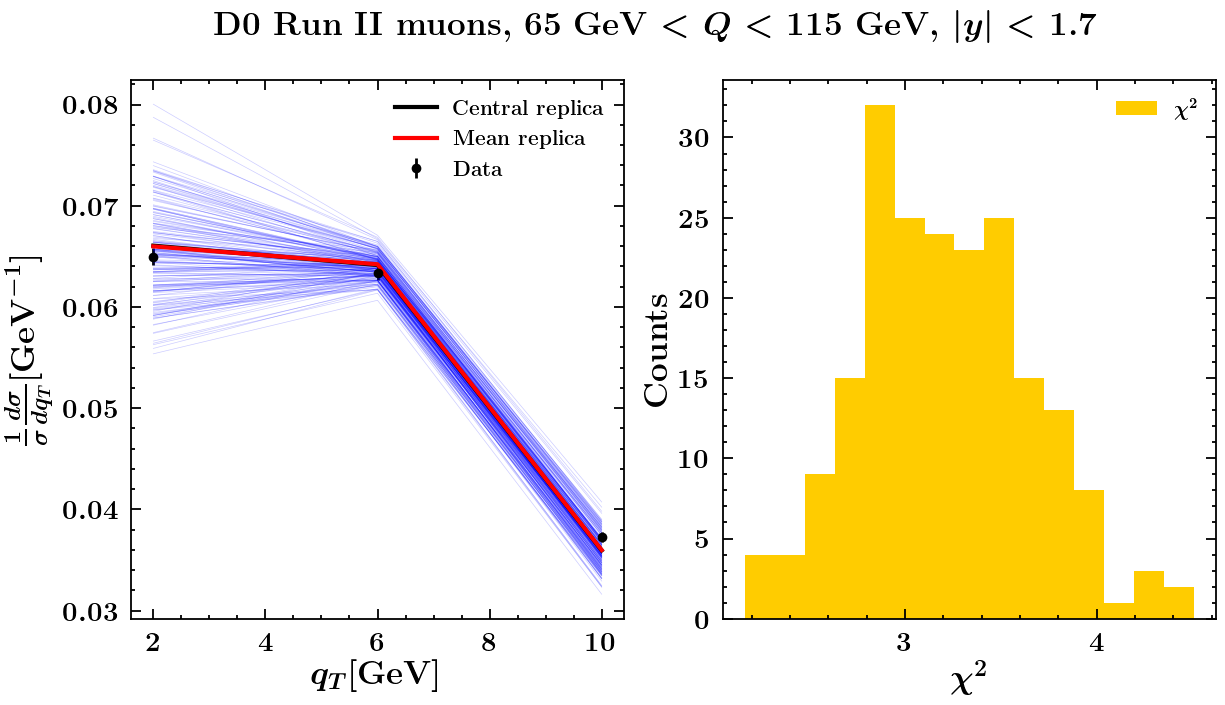 D0 Run II muons, 65 GeV < Q < 115 GeV, |y| < 1.7
0.08
0.07
0.06
0.05
0.04
0.03
2
4
6
8
10
q_T[GeV]
\frac{1}{σ}\frac{dσ}{dq_T}[GeV⁻¹]
Central replica
Mean replica
Data
30
25
20
15
10
5
0
3
4
χ²
Counts
χ²